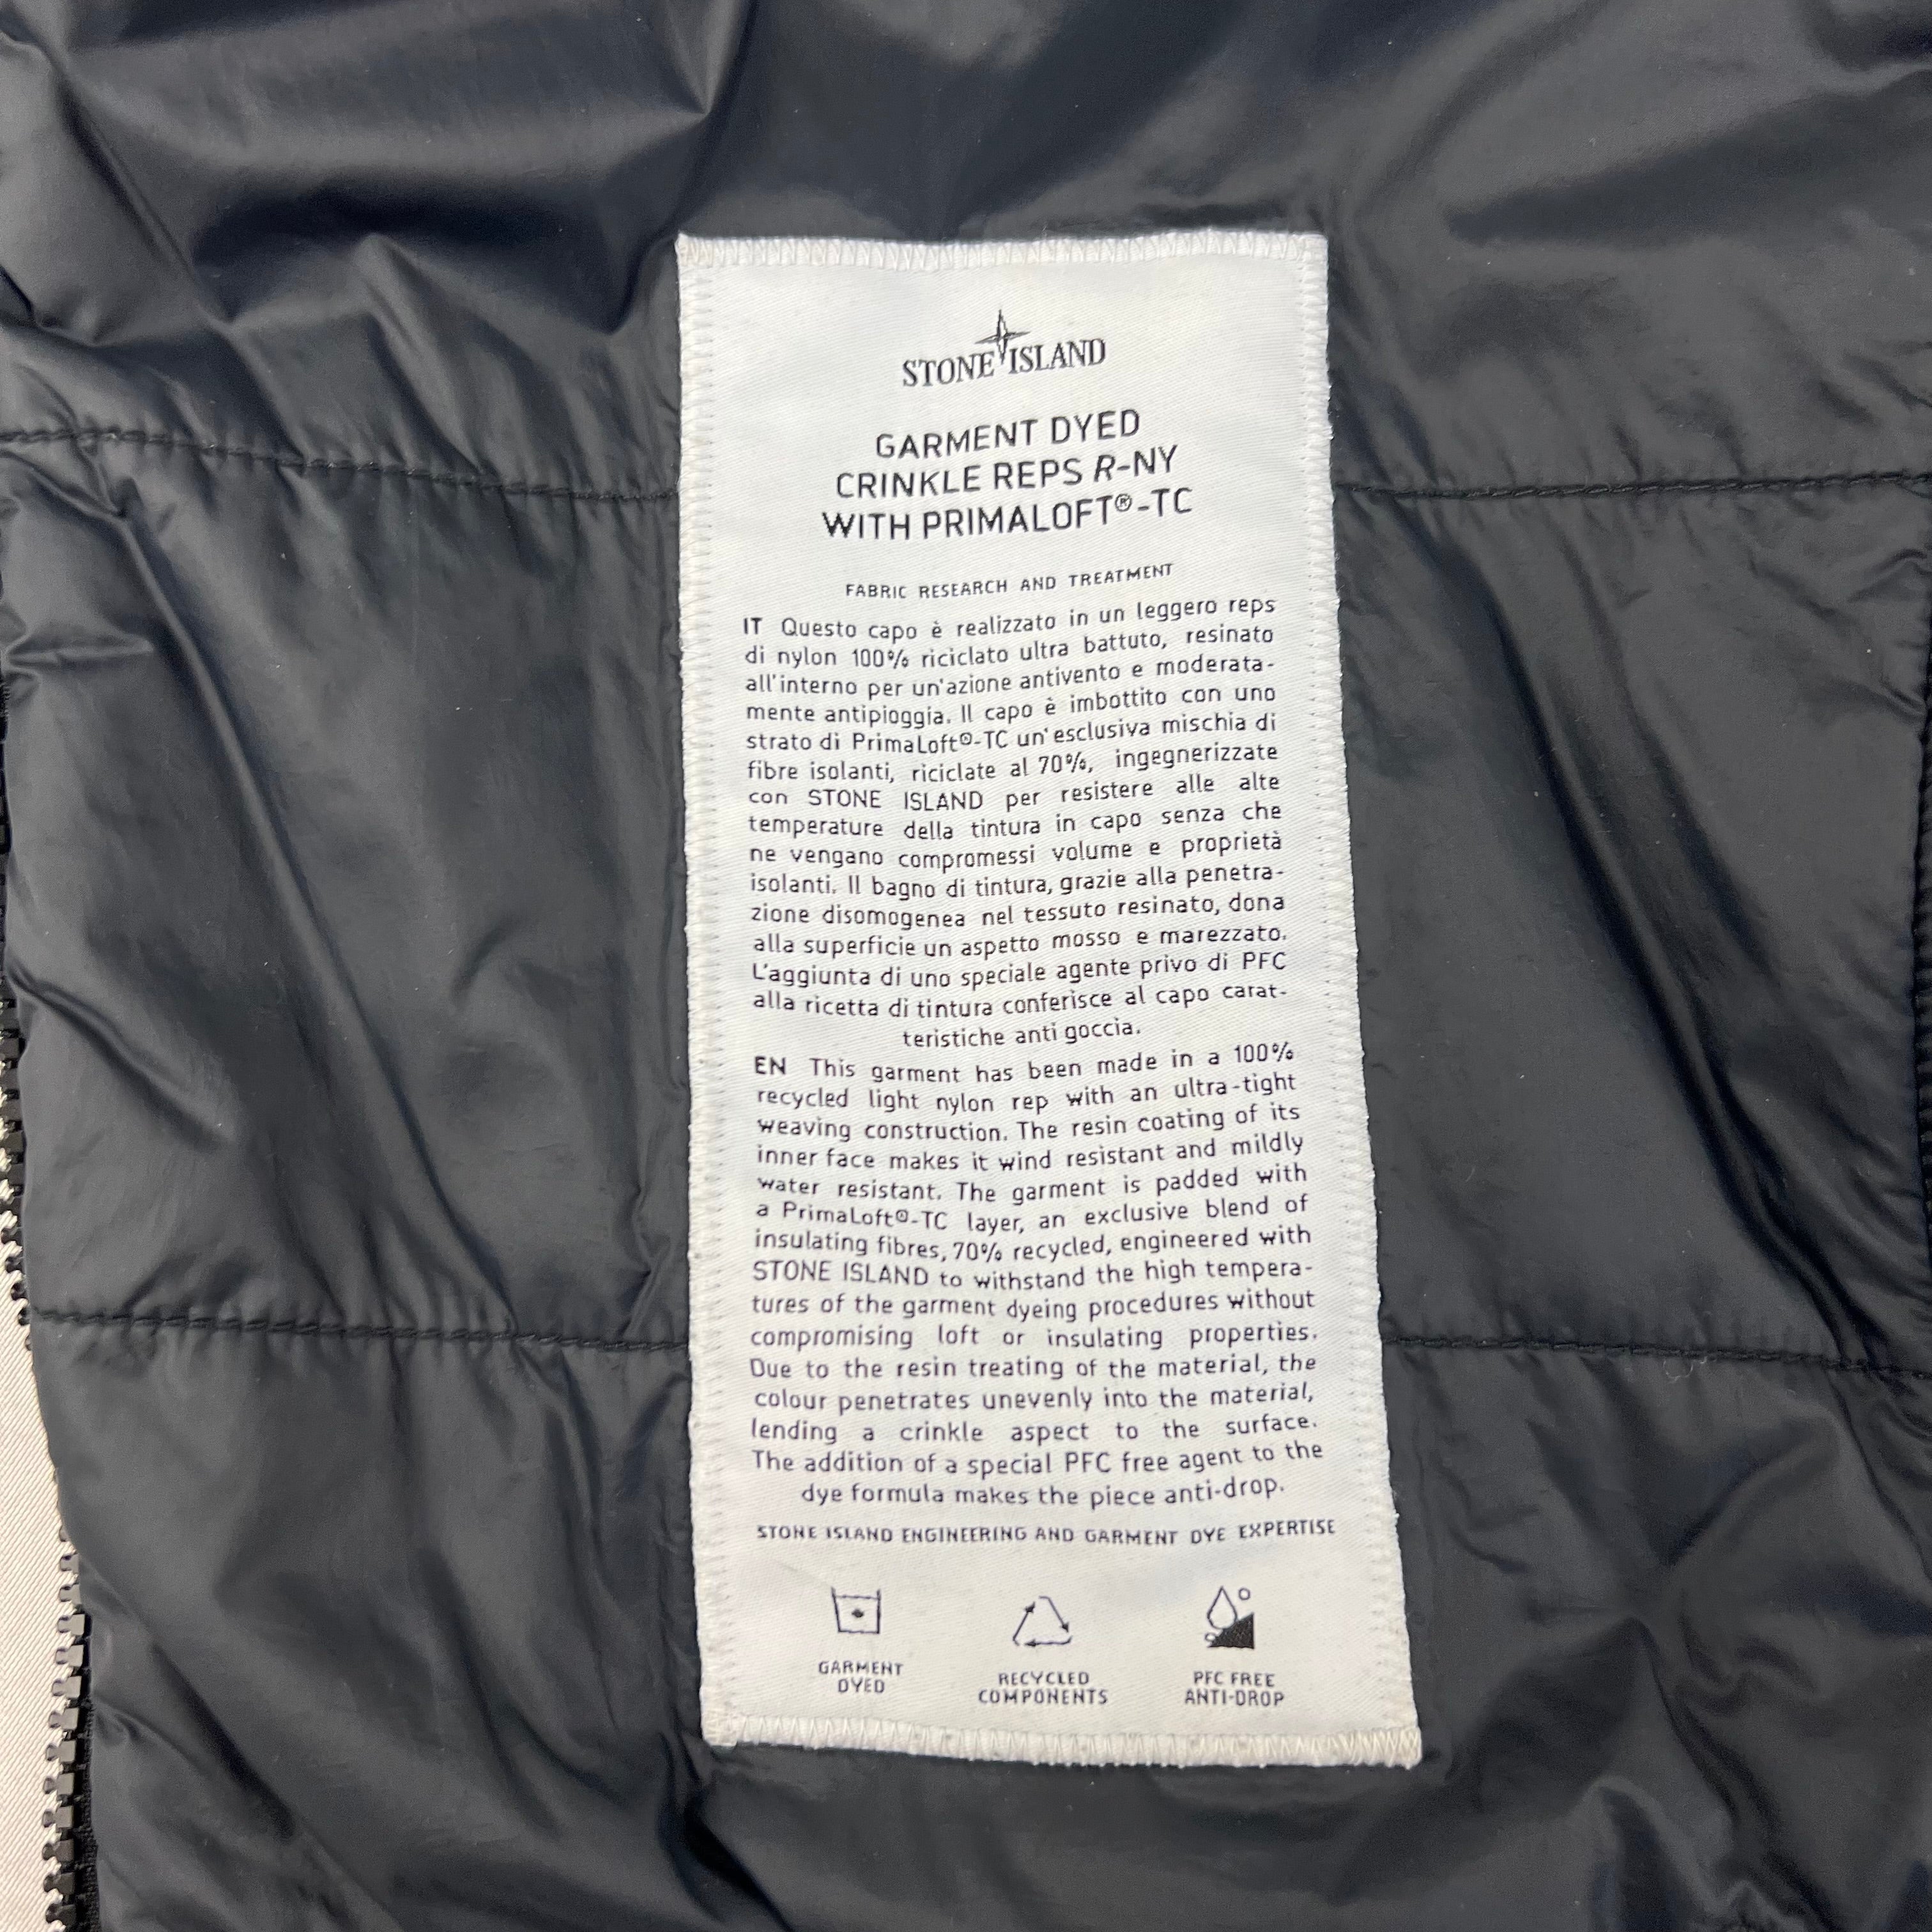 STONE ISLAND
GARMENT DYED
CRINKLE REPS R-NY
WITH PRIMALOFT®-TC
FABRIC RESEARCH AND TREATMENT
IT Questo capo è realizzato in un leggero reps
di nylon 100% riciclato ultra battuto, resinato
all'interno per un'azione antivento e moderata-
mente antipioggia. Il capo è imbottito con uno
strato di PrimaLoft®-TC un'esclusiva mischia di
fibre isolanti, riciclate al 70%, ingegnerizzate
con STONE ISLAND per resistere alle alte
temperature della tintura in capo senza che
ne vengano compromessi volume e proprietà
isolanti. Il bagno di tintura, grazie alla penetra-
zione disomogenea nel tessuto resinato, dona
alla superficie un aspetto mosso e marezzato.
L'aggiunta di uno speciale agente privo di PFC
alla ricetta di tintura conferisce al capo carat-
teristiche anti goccia.
EN This garment has been made in a 100%
recycled light nylon rep with an ultra-tight
weaving construction. The resin coating of its
inner face makes it wind resistant and mildly
water resistant. The garment is padded with
a PrimaLoft®-TC layer, an exclusive blend of
insulating fibres, 70% recycled, engineered with
STONE ISLAND to withstand the high tempera-
tures of the garment dyeing procedures without
compromising loft or insulating properties.
Due to the resin treating of the material, the
colour penetrates unevenly into the material,
lending a crinkle aspect to the surface.
The addition of a special PFC free agent to the
dye formula makes the piece anti-drop.
STONE ISLAND ENGINEERING AND GARMENT DYE EXPERTISE
GARMENT
DYED
RECYCLED
COMPONENTS
PFC FREE
ANTI-DROP